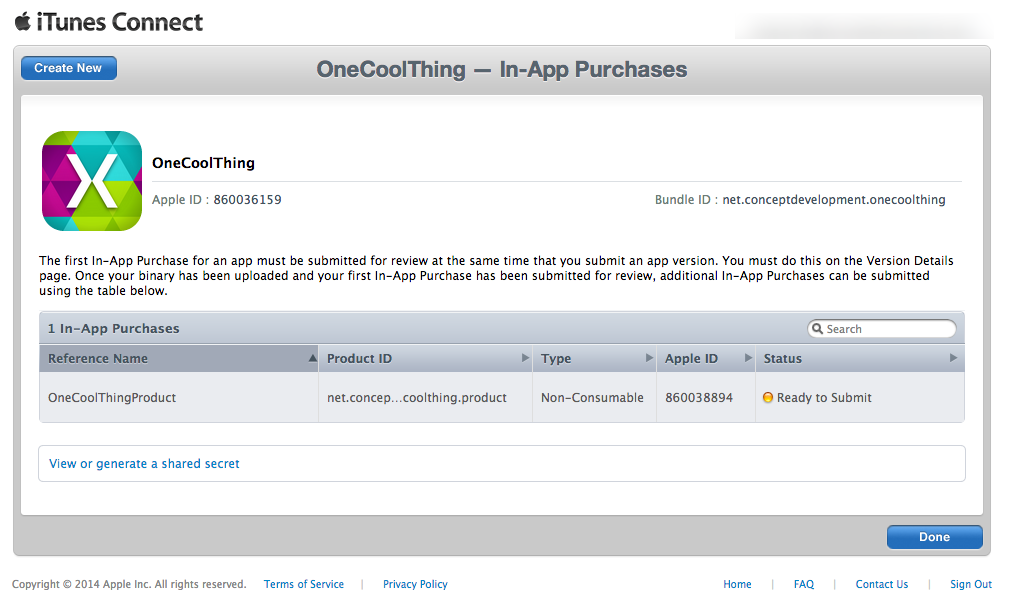 iTunes Connect
Create New
OneCoolThing — In-App Purchases
X
OneCoolThing
Apple ID : 860036159
Bundle ID : net.conceptdevelopment.onecoolthing
The first In-App Purchase for an app must be submitted for review at the same time that you submit an app version. You must do this on the Version Details
page. Once your binary has been uploaded and your first In-App Purchase has been submitted for review, additional In-App Purchases can be submitted
using the table below.
1 In-App Purchases
Search
Reference Name Product ID Type Apple ID Status
OneCoolThingProduct net.concep...coolthing.product Non-Consumable 860038894 Ready to Submit
View or generate a shared secret
Done
Copyright © 2014 Apple Inc. All rights reserved. Terms of Service | Privacy Policy Home | FAQ | Contact Us | Sign Out